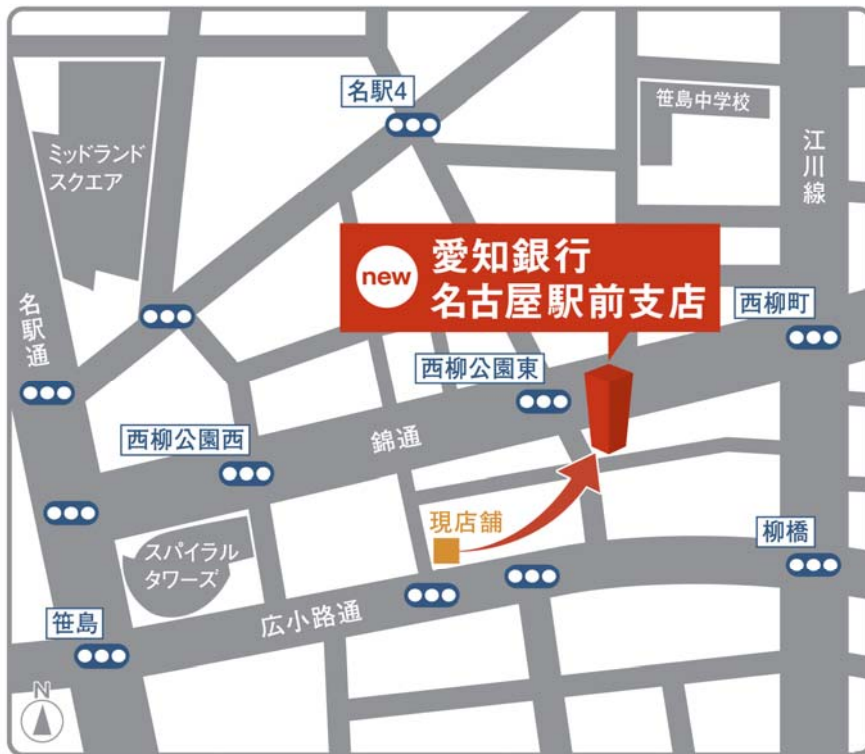 名駅4
笹島中学校
ミッドランド
スクエア
江川線
new
愛知銀行
名古屋駅前支店
名駅通
西柳町
西柳公園東
西柳公園西
錦通
現店舗
柳橋
スパイラル
タワーズ
広小路通
笹島
N